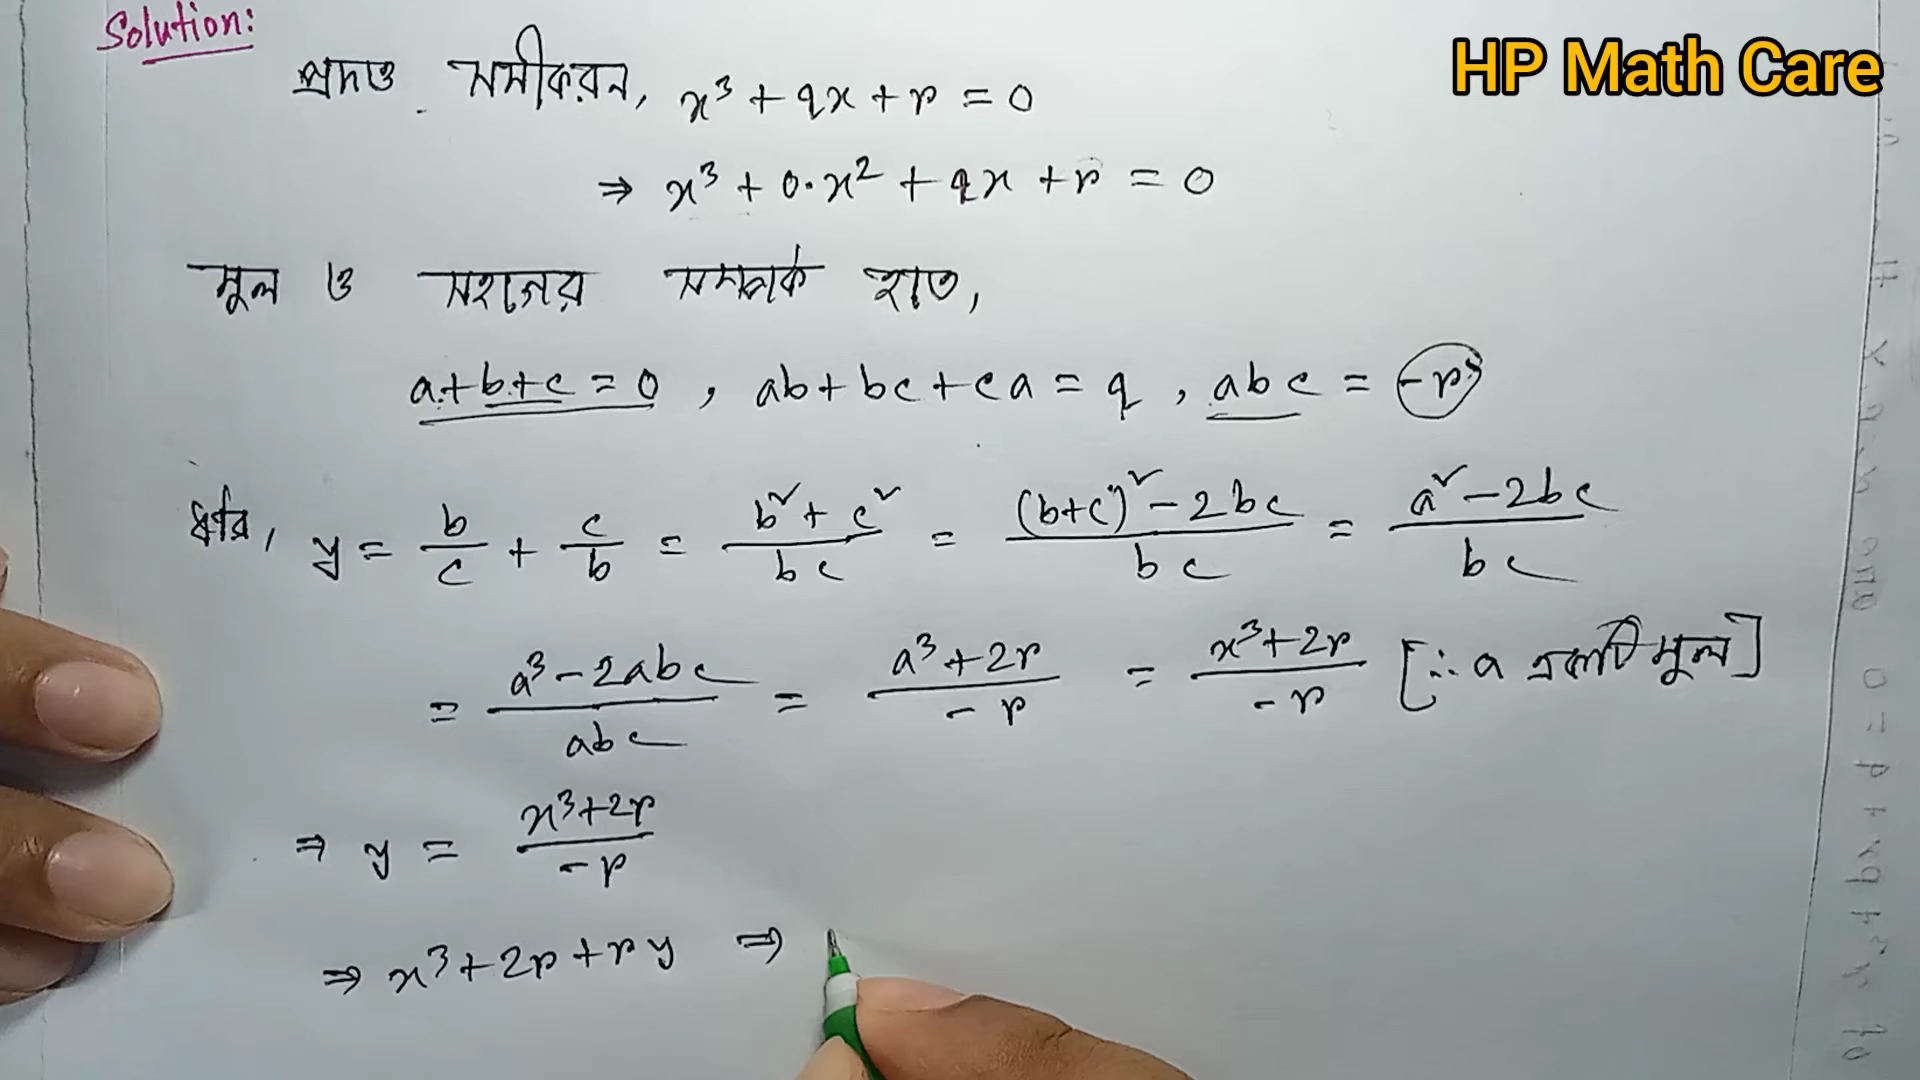 Solution:
HP Math Care
প্রদত্ত সমীকরন, x³ + qx + r = 0
⇒ x³ + 0·x² + qx + r = 0
মূল ও সহগের সম্পর্ক হতে,
a+b+c = 0 , ab+bc+ca = q , abc = -r
ধরি, y = b/c + c/b = (b²+c²)/bc = ((b+c)²-2bc)/bc = (a²-2bc)/bc
= (a³-2abc)/abc = (a³+2r)/-r = (x³+2r)/-r [∴ a একটি মূল]
⇒ y = (x³+2r)/-r
⇒ x³+2r+ry ⇒